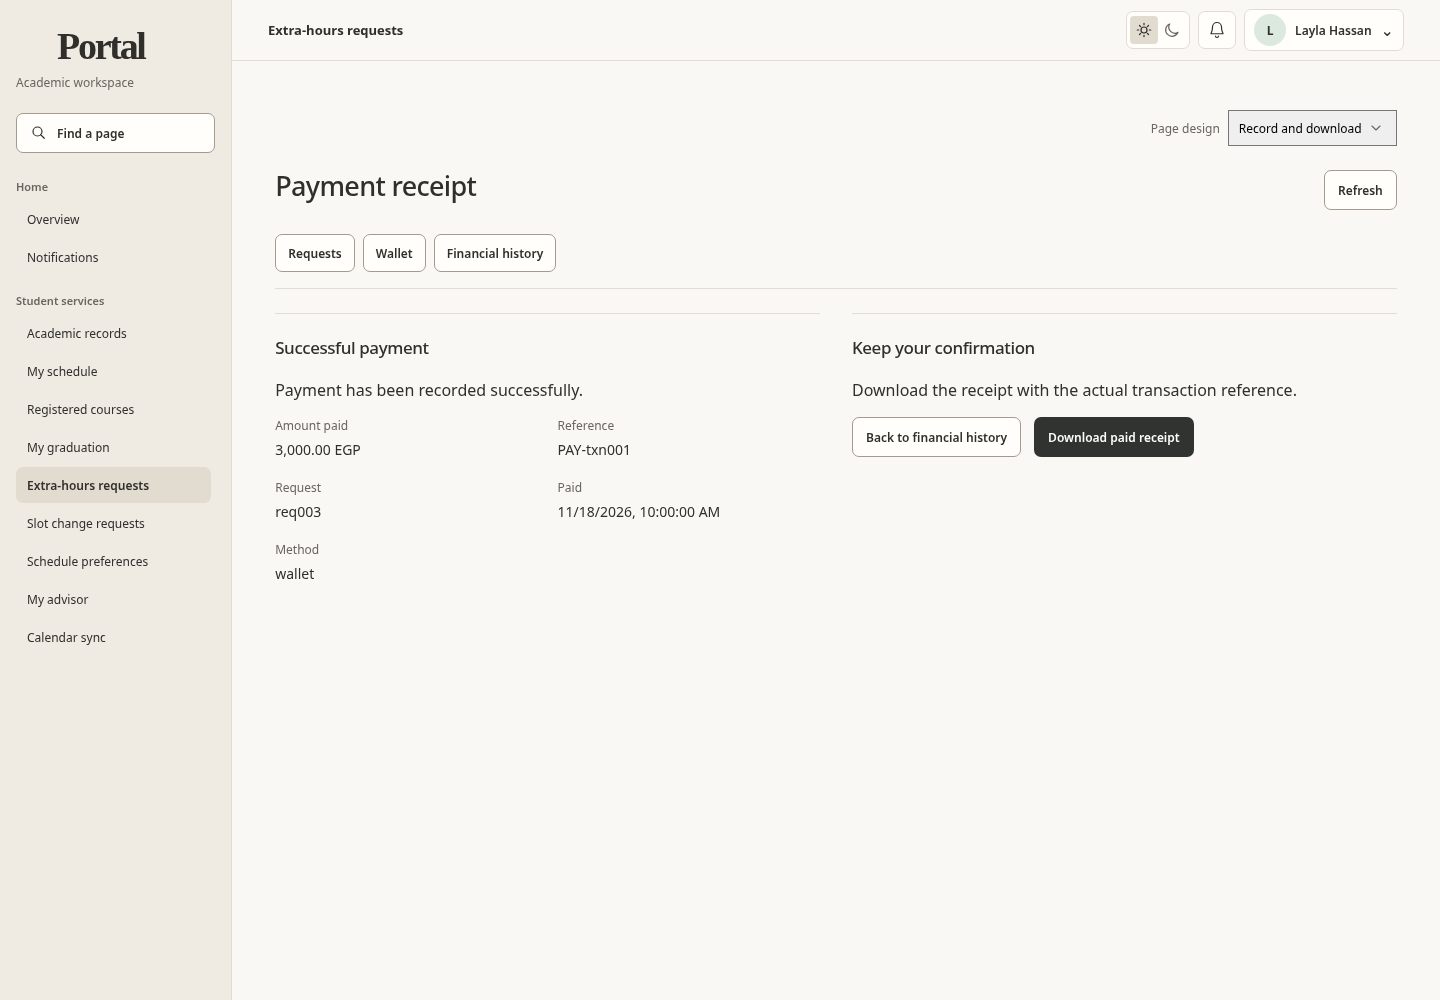 Portal
Academic workspace
Find a page
Home
Overview
Notifications
Student services
Academic records
My schedule
Registered courses
My graduation
Extra-hours requests
Slot change requests
Schedule preferences
My advisor
Calendar sync
Extra-hours requests
L
Layla Hassan
Page design
Record and download
Payment receipt
Refresh
Requests
Wallet
Financial history
Successful payment
Payment has been recorded successfully.
Amount paid
3,000.00 EGP
Reference
PAY-txn001
Request
req003
Paid
11/18/2026, 10:00:00 AM
Method
wallet
Keep your confirmation
Download the receipt with the actual transaction reference.
Back to financial history
Download paid receipt